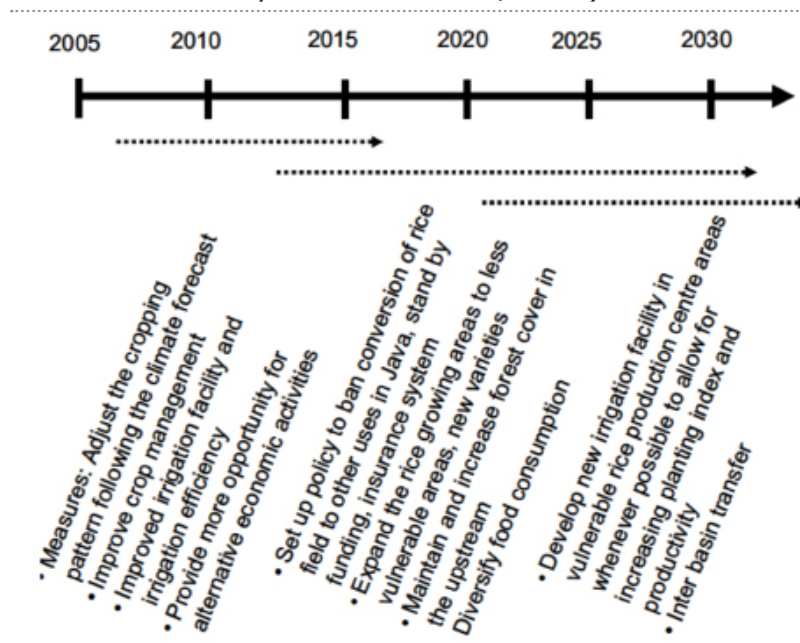 2005 2010 2015 2020 2025 2030
• Measures: Adjust the cropping
pattern following the climate forecast
• Improve crop management
• Improved irrigation facility and
irrigation efficiency
• Provide more opportunity for
alternative economic activities
• Set up policy to ban conversion of rice
field to other uses in Java, stand by
funding, insurance system
• Expand the rice growing areas to less
vulnerable areas, new varieties
• Maintain and increase forest cover in
the upstream
Diversify food consumption
• Develop new irrigation facility in
vulnerable rice production centre areas
whenever possible to allow for
increasing planting index and
productivity
• Inter basin transfer